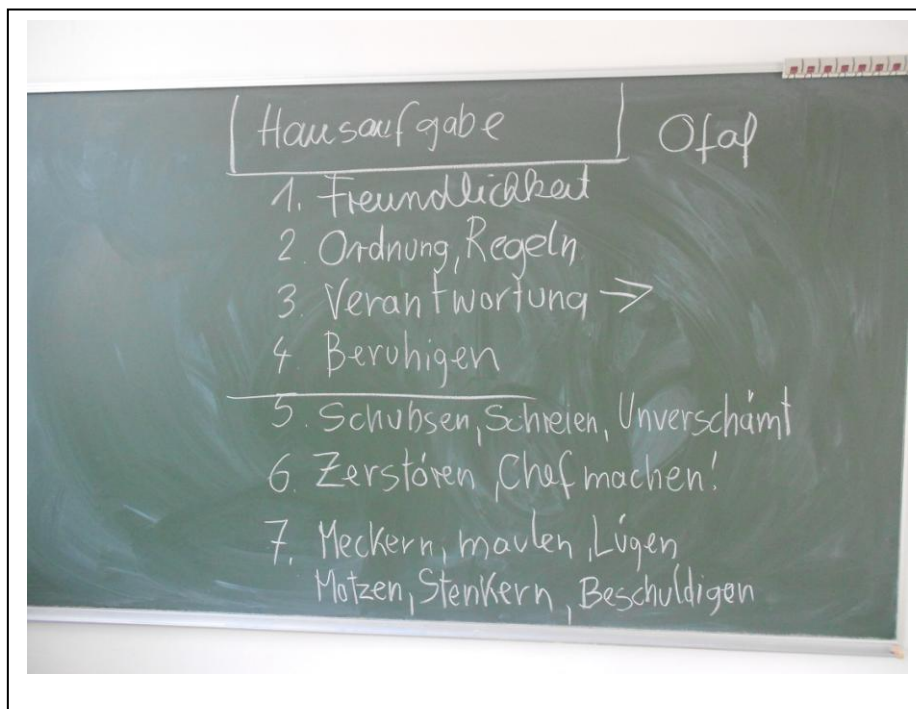 Hausaufgabe Ofal
1. Freundlichkeit
2. Ordnung, Regeln
3. Verantwortung →
4 Beruhigen
5. Schubsen, Schreien, Unverschämt
6. Zerstören, Chef machen!
7. Meckern, maulen, Lügen
Motzen, Stenkern, Beschuldigen